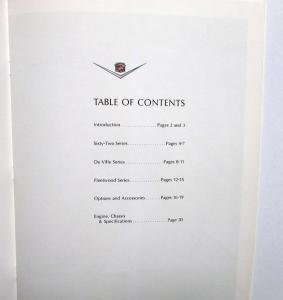 TABLE OF CONTENTS
Introduction . . . . . . . . . . . . . . Pages 2 and 3
Sixty-Two Series . . . . . . . . . . . . . . Pages 4-7
De Ville Series . . . . . . . . . . . . . . Pages 8-11
Fleetwood Series . . . . . . . . . . . . Pages 12-15
Options and Accessories . . . . . Pages 16-19
Engine, Chassis
& Specifications . . . . . . . . . . . . . . Page 20